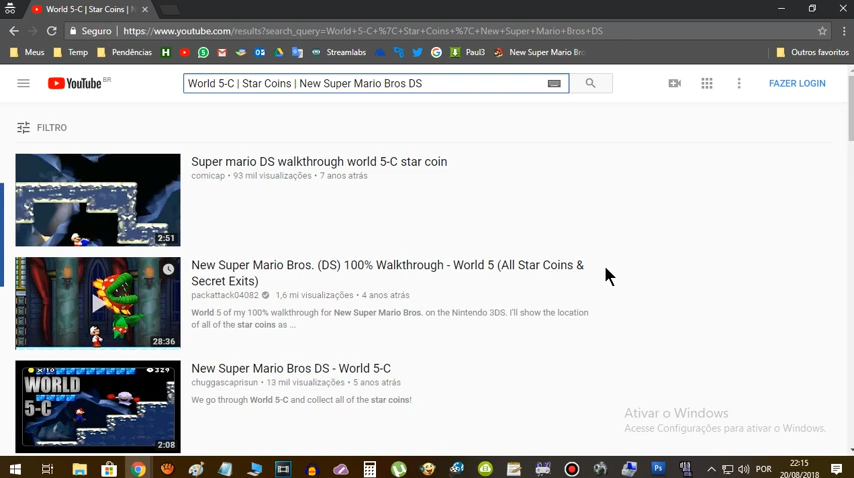 World 5-C | Star Coins | N
Seguro
https://www.youtube.com/results?search_query=World+5-C+%7C+Star+Coins+%7C+New+Super+Mario+Bros+DS
Meus
Temp
Pendências
Streamlabs
Paul3
New Super Mario Bro
Outros favoritos
YouTube BR
World 5-C | Star Coins | New Super Mario Bros DS
FAZER LOGIN
FILTRO
Super mario DS walkthrough world 5-C star coin
comicap • 93 mil visualizações • 7 anos atrás
2:51
New Super Mario Bros. (DS) 100% Walkthrough - World 5 (All Star Coins &
Secret Exits)
packattack04082 1,6 mi visualizações • 4 anos atrás
World 5 of my 100% walkthrough for New Super Mario Bros. on the Nintendo 3DS. I'll show the location
of all of the star coins as ...
28:36
New Super Mario Bros DS - World 5-C
chuggascaprisun • 13 mil visualizações • 5 anos atrás
We go through World 5-C and collect all of the star coins!
WORLD
5-C
2:08
Ativar o Windows
Acesse Configurações para ativar o Windows.
POR
22:15
20/08/2018